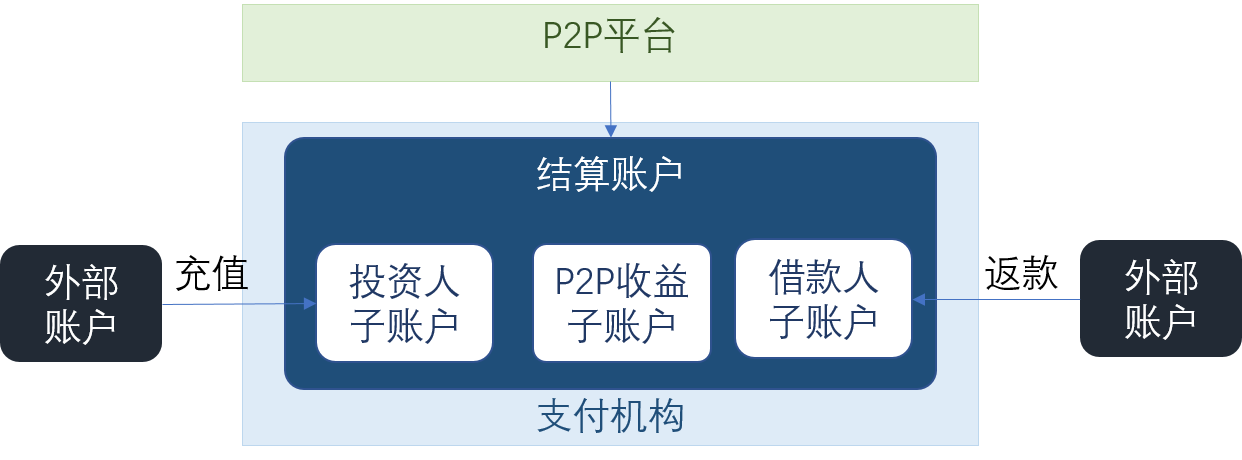 P2P平台
结算账户
外部
账户
充值
投资人
子账户
P2P收益
子账户
借款人
子账户
返款
外部
账户
支付机构